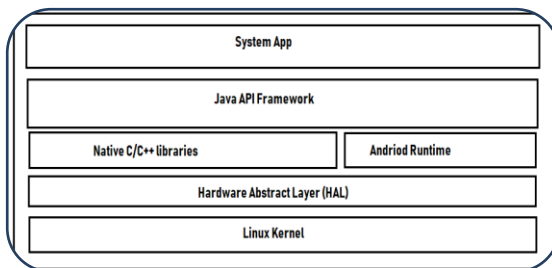 System App
Java API Framework
Native C/C++ libraries
Andriod Runtime
Hardware Abstract Layer (HAL)
Linux Kernel